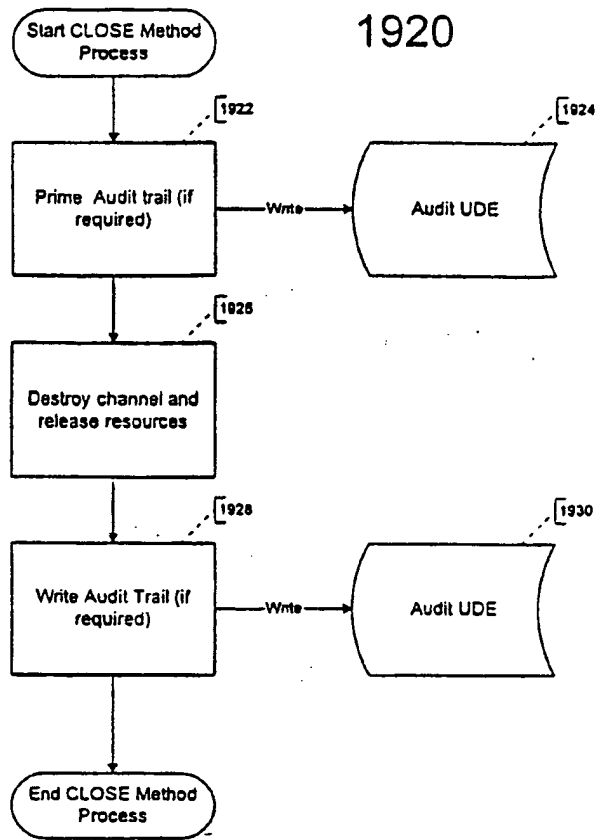 Start CLOSE Method
Process
1920
1922
1924
Prime Audit trail (if
required)
Write
Audit UDE
1926
Destroy channel and
release resources
1928
1930
Write Audit Trail (if
required)
Write
Audit UDE
End CLOSE Method
Process